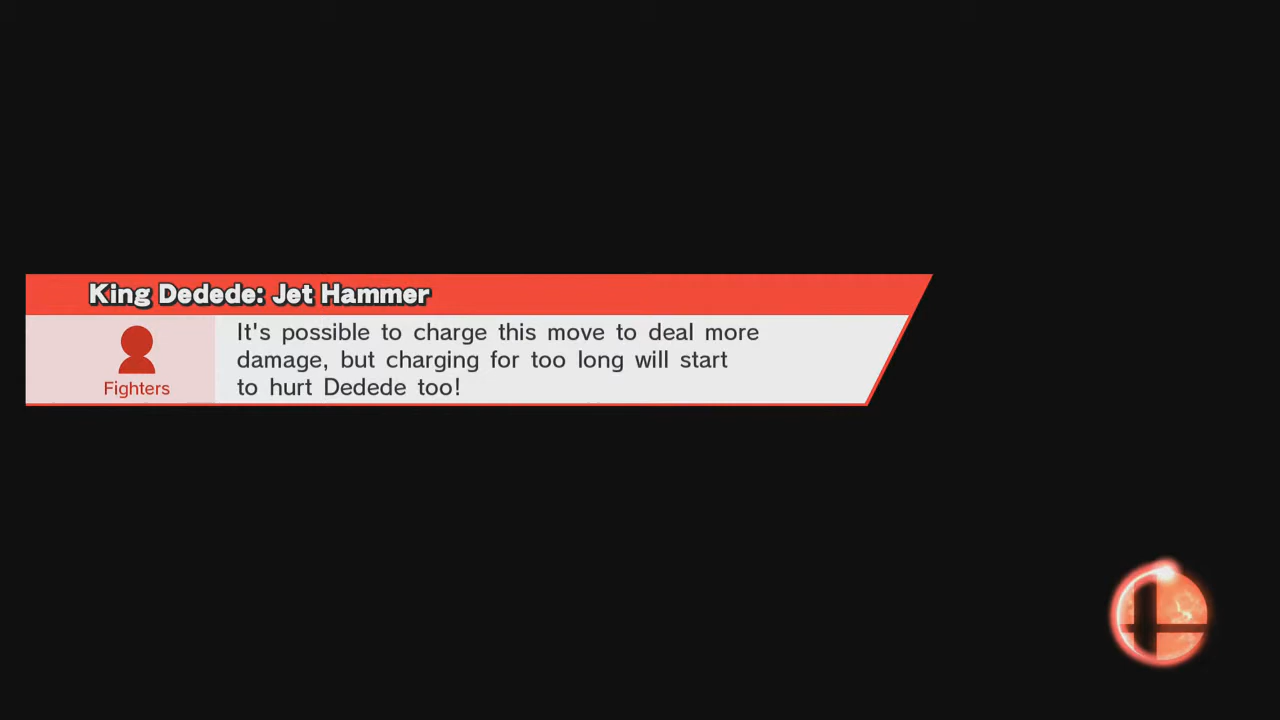 King Dedede: Jet Hammer
Fighters
It's possible to charge this move to deal more
damage, but charging for too long will start
to hurt Dedede too!